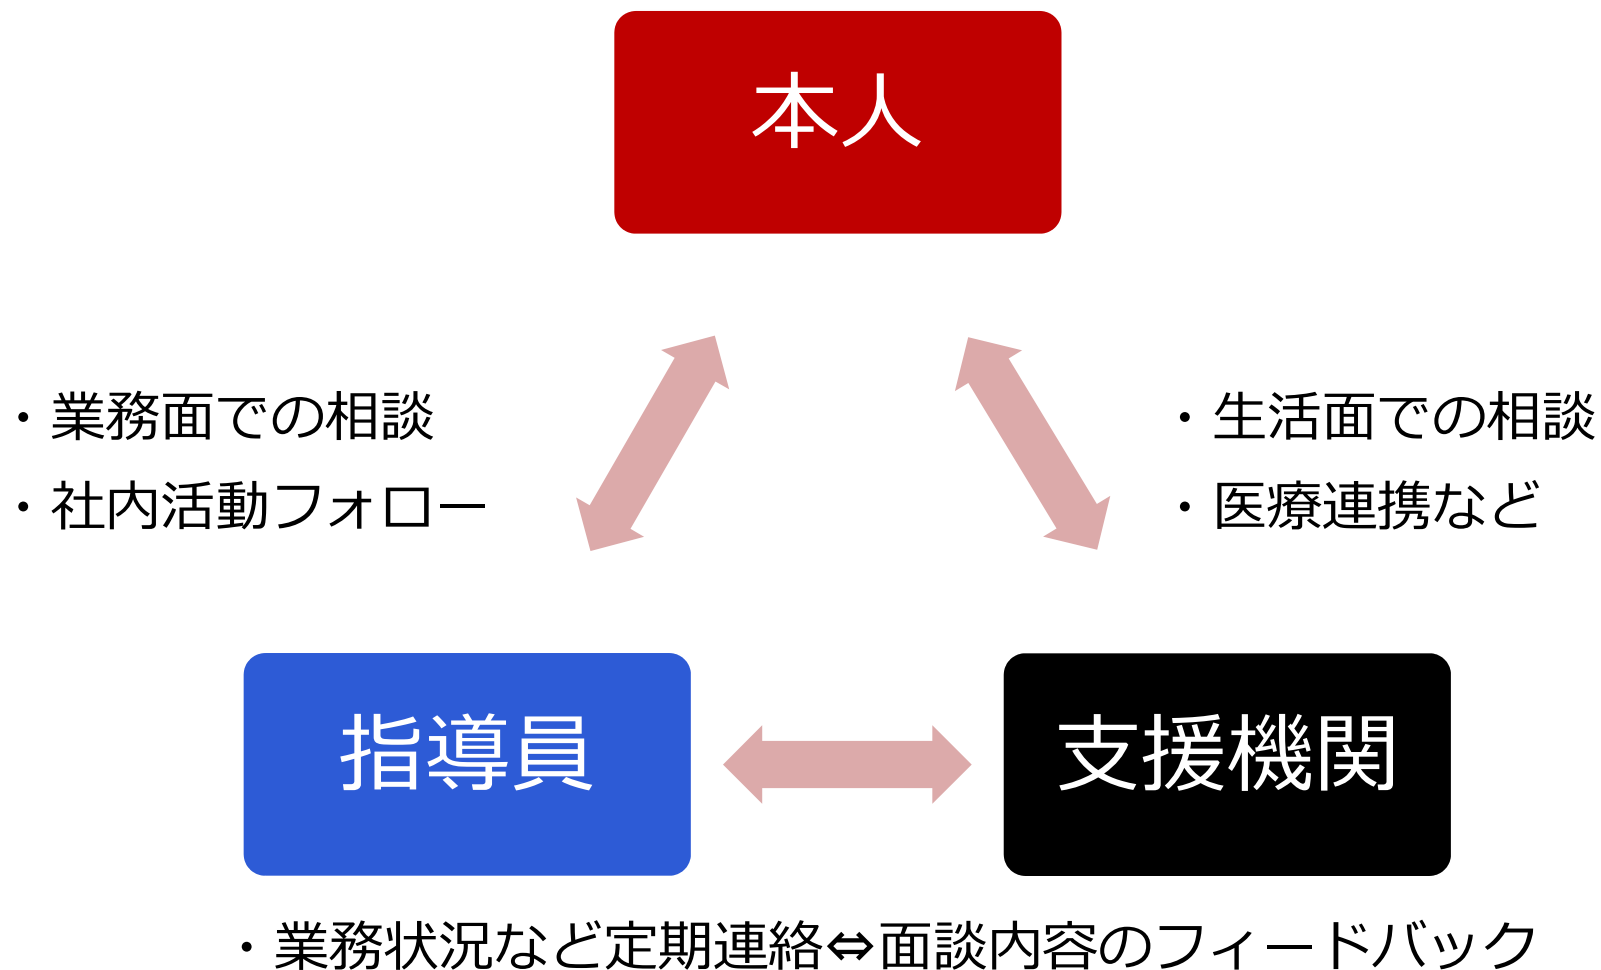 本人
・業務面での相談
・社内活動フォロー
・生活面での相談
・医療連携など
指導員
支援機関
・業務状況など定期連絡⇔面談内容のフィードバック